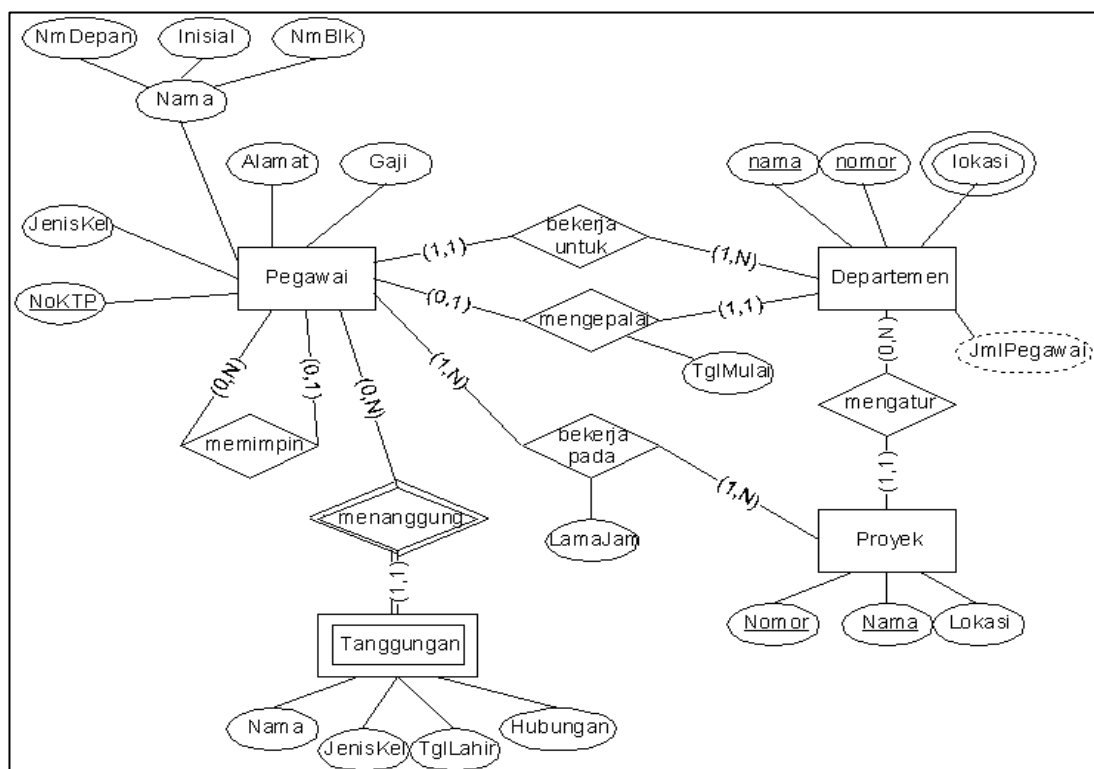 NmDepan
Inisial
NmBlk
Nama
Alamat
Gaji
nama
nomor
lokasi
JenisKel
bekerja
untuk
Pegawai
(1,1)
(1,N)
Departemen
NoKTP
(0,1)
mengepalai
(1,1)
TglMulai
JmlPegawai
(0,N)
(0,1)
(0,N)
(1,N)
(0,N)
mengatur
memimpin
bekerja
pada
(1,N)
(1,1)
menanggung
LamaJam
Proyek
(1,1)
Nomor
Nama
Lokasi
Tanggungan
Nama
JenisKel
TglLahir
Hubungan